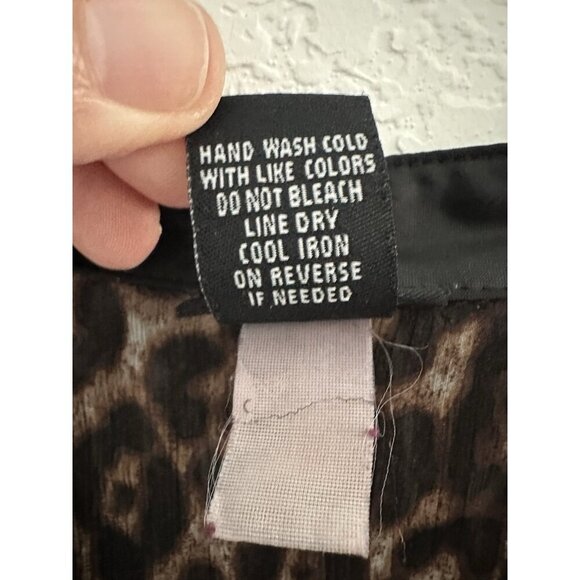 HAND WASH COLD
WITH LIKE COLORS
DO NOT BLEACH
LINE DRY
COOL IRON
ON REVERSE
IF NEEDED